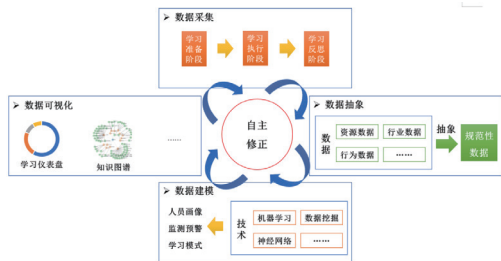 ➢ 数据采集
学习准备阶段
学习执行阶段
学习反思阶段
➢ 数据可视化
学习仪表盘
知识图谱
……
自主修正
➢ 数据抽象
数据
资源数据
行业数据
行为数据
……
抽象
规范性数据
➢ 数据建模
人员画像
监测预警
学习模式
技术
机器学习
数据挖掘
神经网络
……